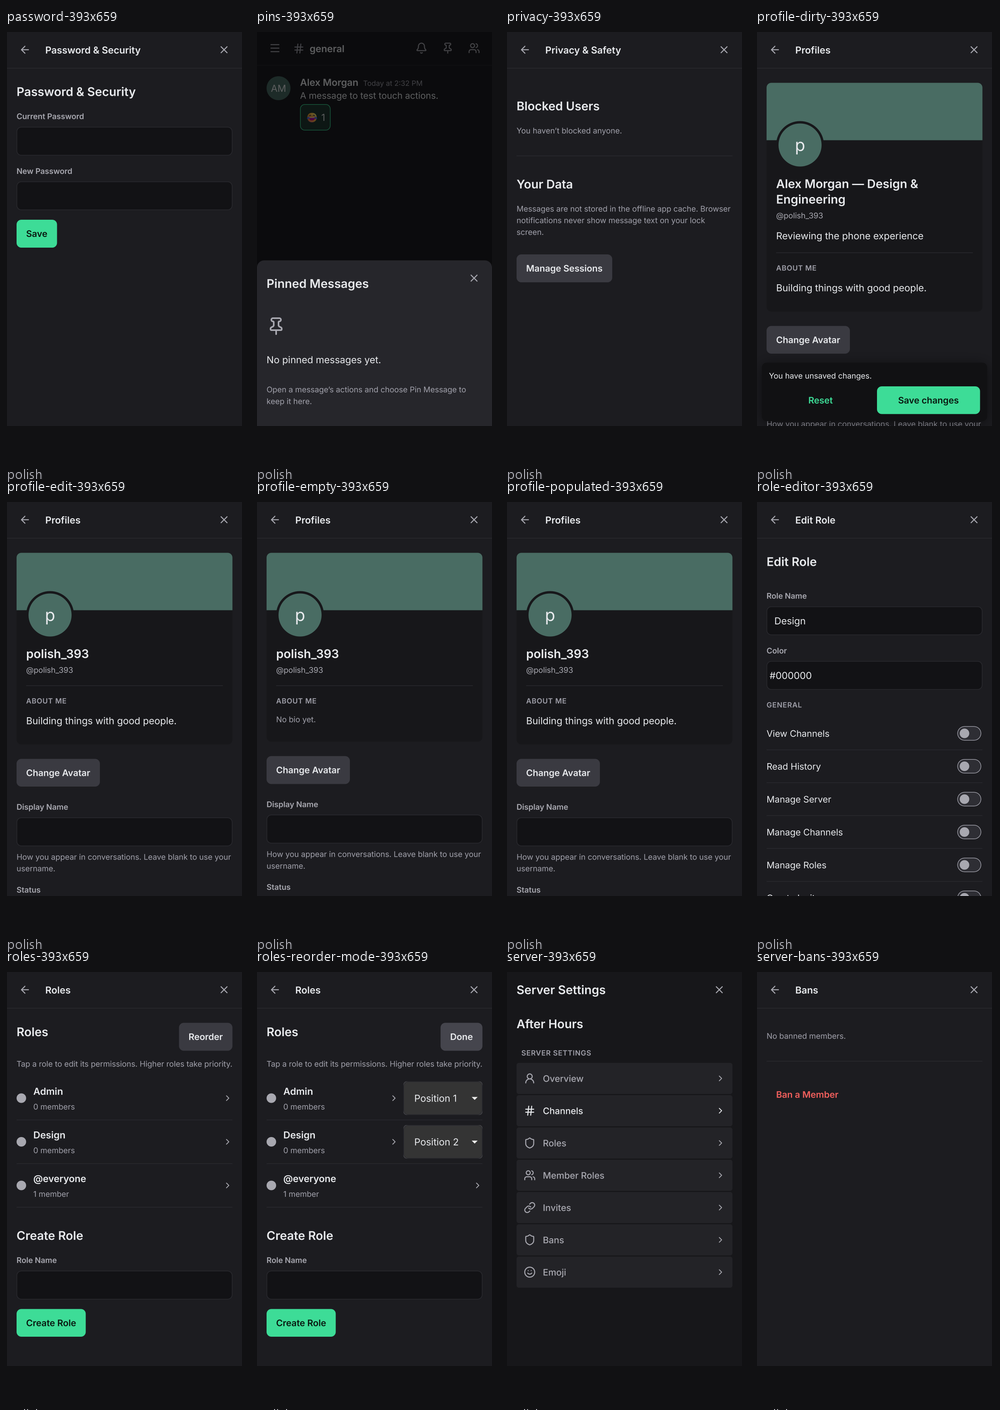 password-393x659
Password & Security
Password & Security
Current Password
New Password
Save
pins-393x659
# general
AM
Alex Morgan Today at 2:32 PM
A message to test touch actions.
1
Pinned Messages
No pinned messages yet.
Open a message's actions and choose Pin Message to
keep it here.
privacy-393x659
Privacy & Safety
Blocked Users
You haven't blocked anyone.
Your Data
Messages are not stored in the offline app cache. Browser
notifications never show message text on your lock
screen.
Manage Sessions
profile-dirty-393x659
Profiles
p
Alex Morgan — Design &
Engineering
@polish_393
Reviewing the phone experience
ABOUT ME
Building things with good people.
Change Avatar
You have unsaved changes.
Reset
Save changes
How you appear in conversations. Leave blank to use your
polish
profile-edit-393x659
Profiles
p
polish_393
@polish_393
ABOUT ME
Building things with good people.
Change Avatar
Display Name
How you appear in conversations. Leave blank to use your
username.
Status
polish
profile-empty-393x659
Profiles
p
polish_393
@polish_393
ABOUT ME
No bio yet.
Change Avatar
Display Name
How you appear in conversations. Leave blank to use your
username.
Status
polish
profile-populated-393x659
Profiles
p
polish_393
@polish_393
ABOUT ME
Building things with good people.
Change Avatar
Display Name
How you appear in conversations. Leave blank to use your
username.
Status
polish
role-editor-393x659
Edit Role
Edit Role
Role Name
Design
Color
#000000
GENERAL
View Channels
Read History
Manage Server
Manage Channels
Manage Roles
polish
roles-393x659
Roles
Roles
Reorder
Tap a role to edit its permissions. Higher roles take priority.
Admin
0 members
Design
0 members
@everyone
1 member
Create Role
Role Name
Create Role
polish
roles-reorder-mode-393x659
Roles
Roles
Done
Tap a role to edit its permissions. Higher roles take priority.
Admin
0 members
Position 1
Design
0 members
Position 2
@everyone
1 member
Create Role
Role Name
Create Role
polish
server-393x659
Server Settings
After Hours
SERVER SETTINGS
Overview
Channels
Roles
Member Roles
Invites
Bans
Emoji
polish
server-bans-393x659
Bans
No banned members.
Ban a Member